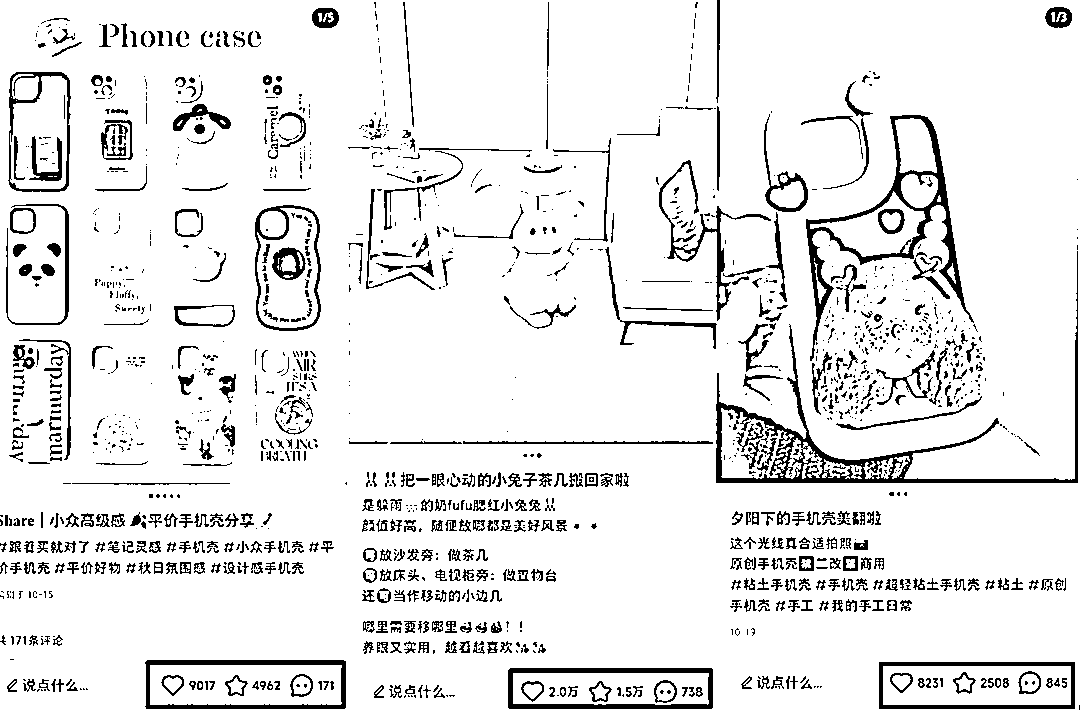 1/5
Phone case
Caramel
Puppy,
Fluffy,
Sweety
marmurday
marmurday
COOLING
BREATH
Share | 小众高级感 平价手机壳分享
#跟着买就对了 #笔记灵感 #手机壳 #小众手机壳 #平
价手机壳 #平价好物 #秋日氛围感 #设计感手机壳
10-15
共 171条评论
说点什么...
9017 4962 171
把一眼心动的小兔子茶几搬回家啦
是躲雨的奶fufu腮红小兔兔
颜值好高，随便放哪都是美好风景
放沙发旁：做茶几
放床头、电视柜旁：做置物台
还可当作移动的小边几
哪里需要移哪里！！
养眼又实用，越看越喜欢
说点什么...
2.0万 1.5万 738
1/3
夕阳下的手机壳美翻啦
这个光线真合适拍照
原创手机壳禁二改禁商用
#粘土手机壳 #手机壳 #超轻粘土手机壳 #粘土 #原创
手机壳 #手工 #我的手工日常
10-19
说点什么...
8231 2508 845